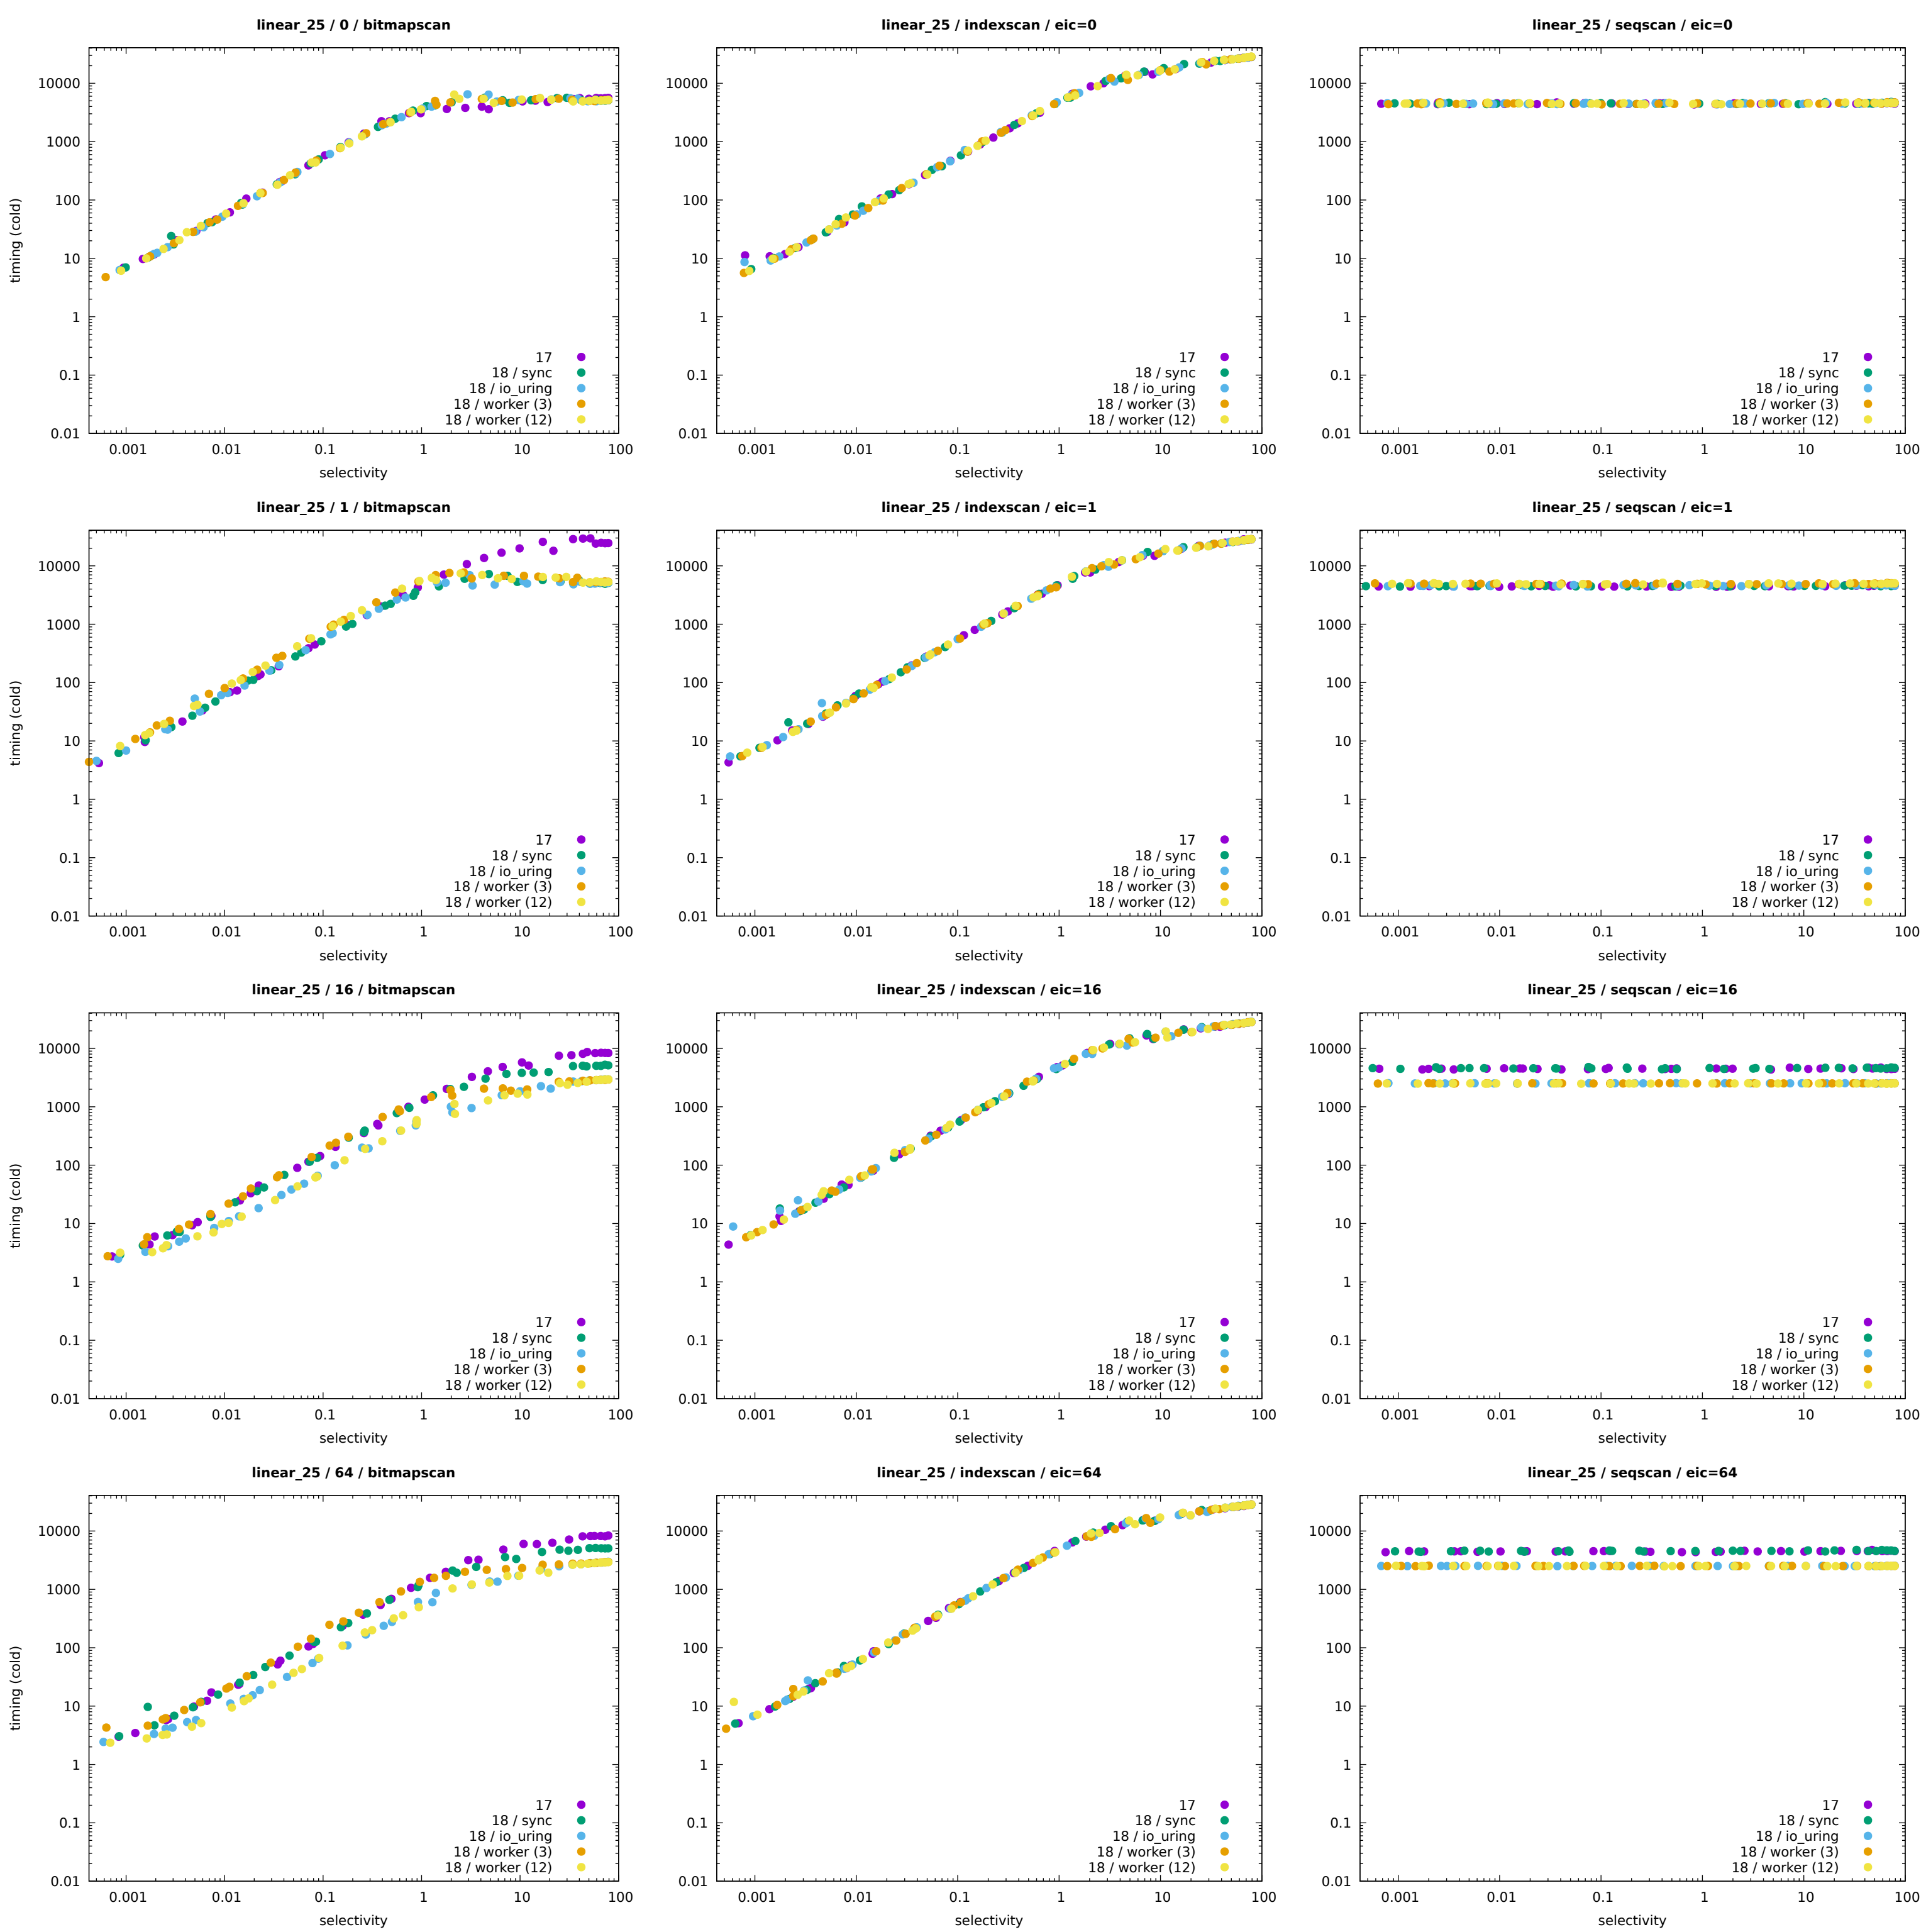 linear_25 / 0 / bitmapscan
timing (cold)
10000
1000
100
10
1
0.1
0.01
17
18 / sync
18 / io_uring
18 / worker (3)
18 / worker (12)
0.001 0.01 0.1 1 10 100
selectivity
linear_25 / indexscan / eic=0
10000
1000
100
10
1
0.1
0.01
17
18 / sync
18 / io_uring
18 / worker (3)
18 / worker (12)
0.001 0.01 0.1 1 10 100
selectivity
linear_25 / seqscan / eic=0
10000
1000
100
10
1
0.1
0.01
17
18 / sync
18 / io_uring
18 / worker (3)
18 / worker (12)
0.001 0.01 0.1 1 10 100
selectivity
linear_25 / 1 / bitmapscan
timing (cold)
10000
1000
100
10
1
0.1
0.01
17
18 / sync
18 / io_uring
18 / worker (3)
18 / worker (12)
0.001 0.01 0.1 1 10 100
selectivity
linear_25 / indexscan / eic=1
10000
1000
100
10
1
0.1
0.01
17
18 / sync
18 / io_uring
18 / worker (3)
18 / worker (12)
0.001 0.01 0.1 1 10 100
selectivity
linear_25 / seqscan / eic=1
10000
1000
100
10
1
0.1
0.01
17
18 / sync
18 / io_uring
18 / worker (3)
18 / worker (12)
0.001 0.01 0.1 1 10 100
selectivity
linear_25 / 16 / bitmapscan
timing (cold)
10000
1000
100
10
1
0.1
0.01
17
18 / sync
18 / io_uring
18 / worker (3)
18 / worker (12)
0.001 0.01 0.1 1 10 100
selectivity
linear_25 / indexscan / eic=16
10000
1000
100
10
1
0.1
0.01
17
18 / sync
18 / io_uring
18 / worker (3)
18 / worker (12)
0.001 0.01 0.1 1 10 100
selectivity
linear_25 / seqscan / eic=16
10000
1000
100
10
1
0.1
0.01
17
18 / sync
18 / io_uring
18 / worker (3)
18 / worker (12)
0.001 0.01 0.1 1 10 100
selectivity
linear_25 / 64 / bitmapscan
timing (cold)
10000
1000
100
10
1
0.1
0.01
17
18 / sync
18 / io_uring
18 / worker (3)
18 / worker (12)
0.001 0.01 0.1 1 10 100
selectivity
linear_25 / indexscan / eic=64
10000
1000
100
10
1
0.1
0.01
17
18 / sync
18 / io_uring
18 / worker (3)
18 / worker (12)
0.001 0.01 0.1 1 10 100
selectivity
linear_25 / seqscan / eic=64
10000
1000
100
10
1
0.1
0.01
17
18 / sync
18 / io_uring
18 / worker (3)
18 / worker (12)
0.001 0.01 0.1 1 10 100
selectivity